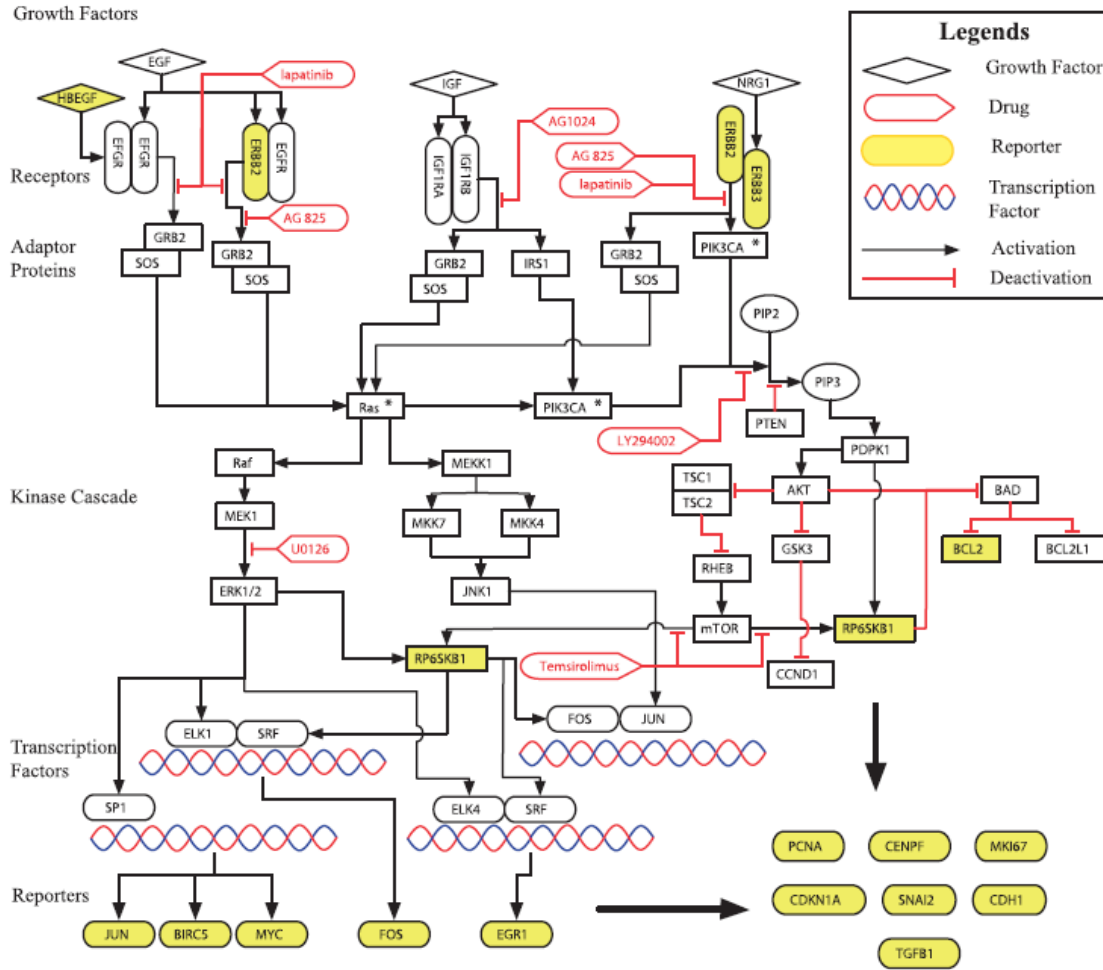 Growth Factors
EGF
HBEGF
lapatinib
IGF
NRG1
Legends
Growth Factor
Drug
Reporter
Transcription
Factor
Activation
Deactivation
Receptors
EFGR
EFGR
ERBB2
EGFR
IGF1RA
IGF1RB
AG1024
AG 825
lapatinib
ERBB2
ERBB3
AG 825
Adaptor
Proteins
GRB2
SOS
GRB2
SOS
GRB2
SOS
IRS1
GRB2
SOS
PIK3CA *
PIP2
PIP3
Ras *
PIK3CA *
PTEN
LY294002
PDPK1
Kinase Cascade
Raf
MEKK1
TSC1
TSC2
AKT
BAD
MEK1
MKK7
MKK4
GSK3
BCL2
BCL2L1
U0126
RHEB
ERK1/2
JNK1
mTOR
RP6SKB1
RP6SKB1
Temsirolimus
CCND1
Transcription
Factors
ELK1
SRF
FOS
JUN
SP1
ELK4
SRF
Reporters
JUN
BIRC5
MYC
FOS
EGR1
PCNA
CENPF
MKI67
CDKN1A
SNAI2
CDH1
TGFB1